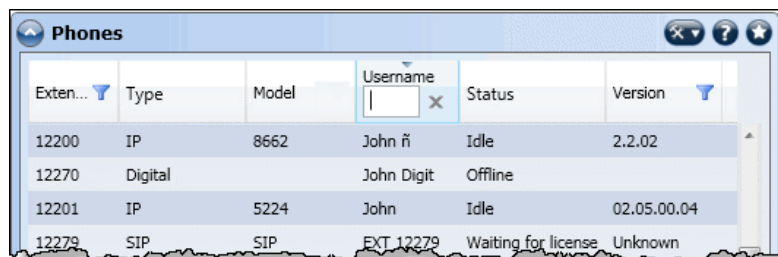 Phones
Username
Exten... Type Model Status Version
12200 IP 8662 John ñ Idle 2.2.02
12270 Digital John Digit Offline
12201 IP 5224 John Idle 02.05.00.04
12279 SIP SIP EXT 12279 Waiting for license Unknown